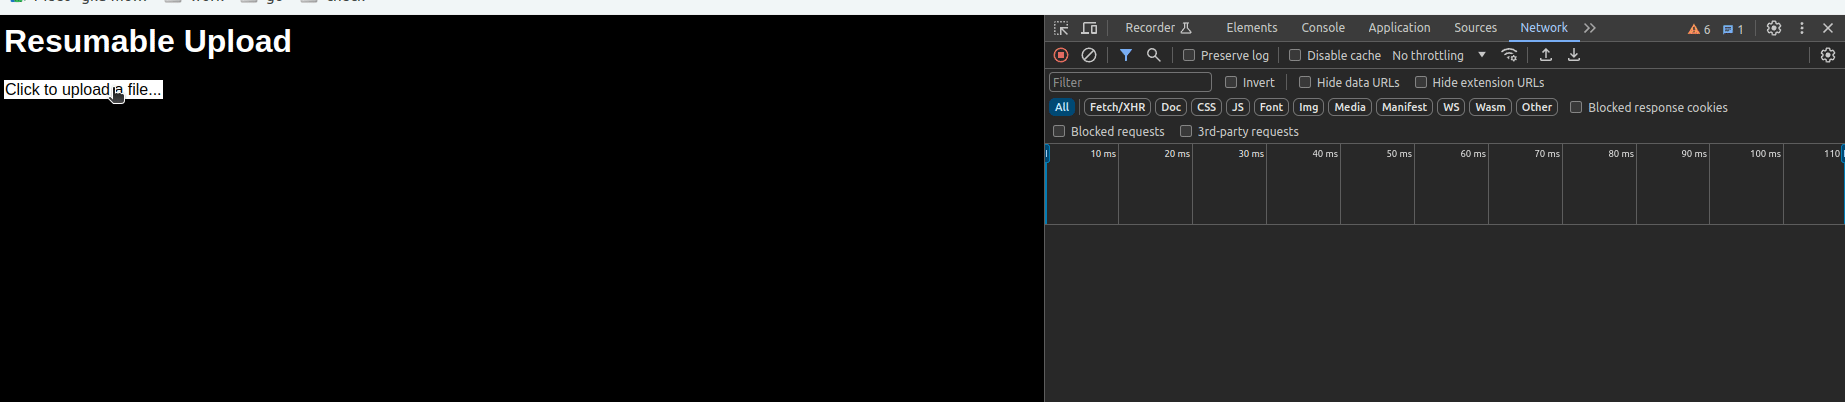 Resumable Upload
Click to upload a file...
Recorder Elements Console Application Sources Network 6 1
Preserve log Disable cache No throttling
Filter Invert Hide data URLs Hide extension URLs
All Fetch/XHR Doc CSS JS Font Img Media Manifest WS Wasm Other Blocked response cookies
Blocked requests 3rd-party requests
10 ms 20 ms 30 ms 40 ms 50 ms 60 ms 70 ms 80 ms 90 ms 100 ms 110